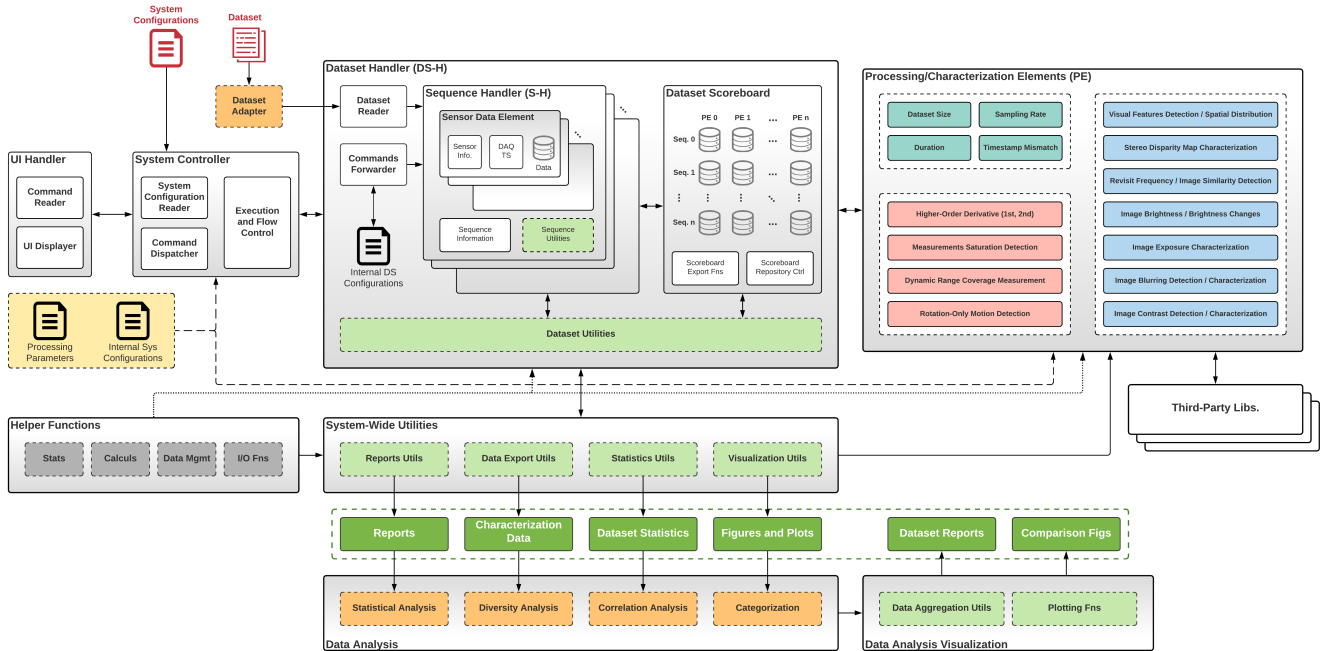 System
Configurations
Dataset
Dataset
Adapter
UI Handler
Command
Reader
UI Displayer
System Controller
System
Configuration
Reader
Command
Dispatcher
Execution
and Flow
Control
Processing
Parameters
Internal Sys
Configurations
Dataset Handler (DS-H)
Dataset
Reader
Commands
Forwarder
Internal DS
Configurations
Sequence Handler (S-H)
Sensor Data Element
Sensor
Info.
DAQ
TS
Data
Sequence
Information
Sequence
Utilities
Dataset Scoreboard
PE 0 PE 1 ... PE n
Seq. 0 ...
Seq. 1 ...
Seq. n ...
Scoreboard
Export Fns
Scoreboard
Repository Ctrl
Dataset Utilities
Processing/Characterization Elements (PE)
Dataset Size
Sampling Rate
Duration
Timestamp Mismatch
Higher-Order Derivative (1st, 2nd)
Measurements Saturation Detection
Dynamic Range Coverage Measurement
Rotation-Only Motion Detection
Visual Features Detection / Spatial Distribution
Stereo Disparity Map Characterization
Revisit Frequency / Image Similarity Detection
Image Brightness / Brightness Changes
Image Exposure Characterization
Image Blurring Detection / Characterization
Image Contrast Detection / Characterization
Third-Party Libs.
Helper Functions
Stats
Calculs
Data Mgmt
I/O Fns
System-Wide Utilities
Reports Utils
Data Export Utils
Statistics Utils
Visualization Utils
Reports
Characterization
Data
Dataset Statistics
Figures and Plots
Dataset Reports
Comparison Figs
Statistical Analysis
Diversity Analysis
Correlation Analysis
Categorization
Data Analysis
Data Aggregation Utils
Plotting Fns
Data Analysis Visualization